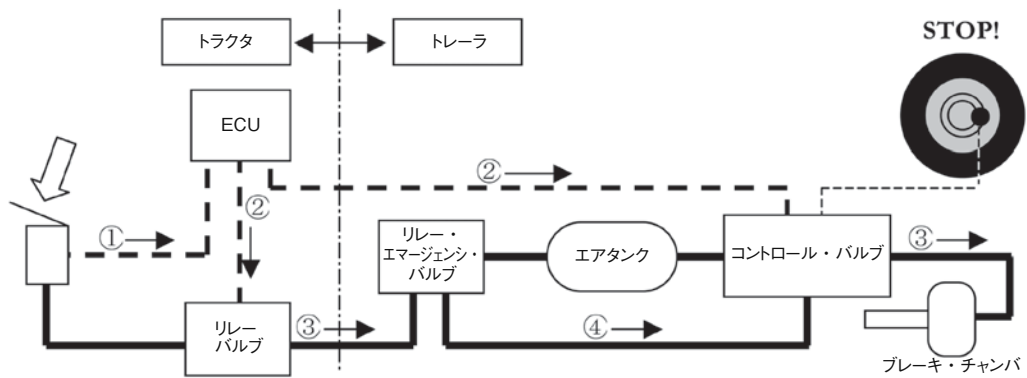 トラクタ
トレーラ
STOP!
ECU
①
②
②
リレー・
エマージェンシ・
バルブ
エアタンク
コントロール・バルブ
③
リレー
バルブ
③
④
ブレーキ・チャンバ